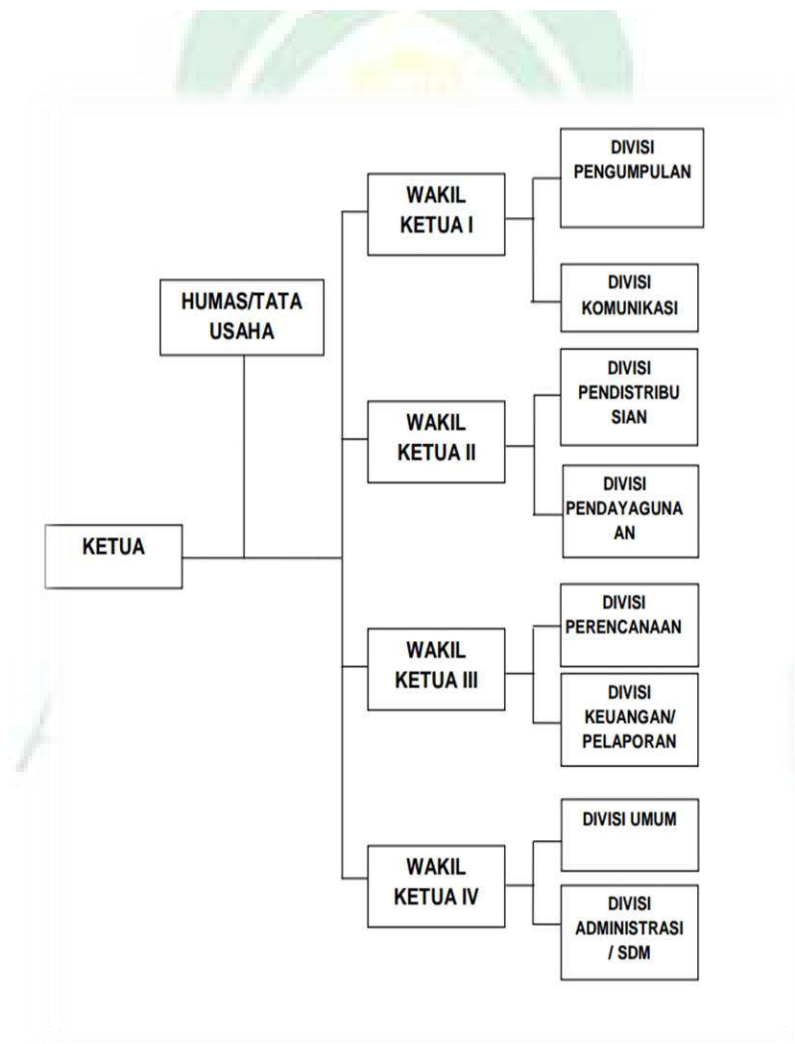 DIVISI
PENGUMPULAN
WAKIL
KETUA I
DIVISI
KOMUNIKASI
HUMAS/TATA
USAHA
DIVISI
PENDISTRIBU
SIAN
WAKIL
KETUA II
DIVISI
PENDAYAGUNA
AN
KETUA
DIVISI
PERENCANAAN
WAKIL
KETUA III
DIVISI
KEUANGAN/
PELAPORAN
DIVISI UMUM
WAKIL
KETUA IV
DIVISI
ADMINISTRASI
/ SDM